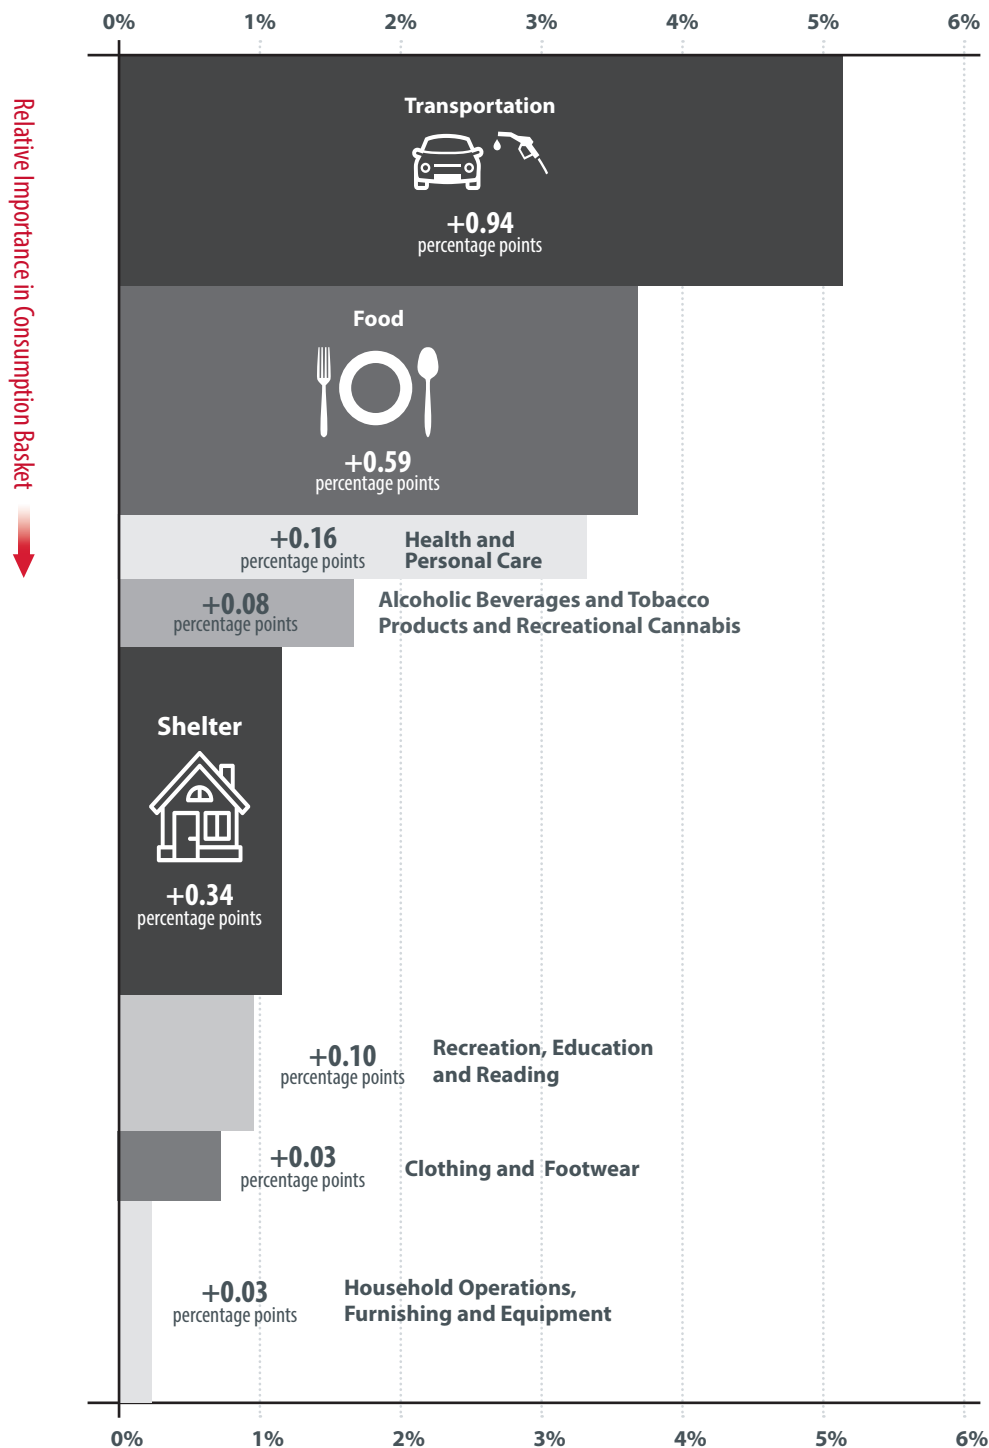 0% 1% 2% 3% 4% 5% 6%
Relative Importance in Consumption Basket
Transportation
+0.94
percentage points
Food
+0.59
percentage points
+0.16
percentage points
Health and
Personal Care
+0.08
percentage points
Alcoholic Beverages and Tobacco
Products and Recreational Cannabis
Shelter
+0.34
percentage points
+0.10
percentage points
Recreation, Education
and Reading
+0.03
percentage points
Clothing and Footwear
+0.03
percentage points
Household Operations,
Furnishing and Equipment
0% 1% 2% 3% 4% 5% 6%